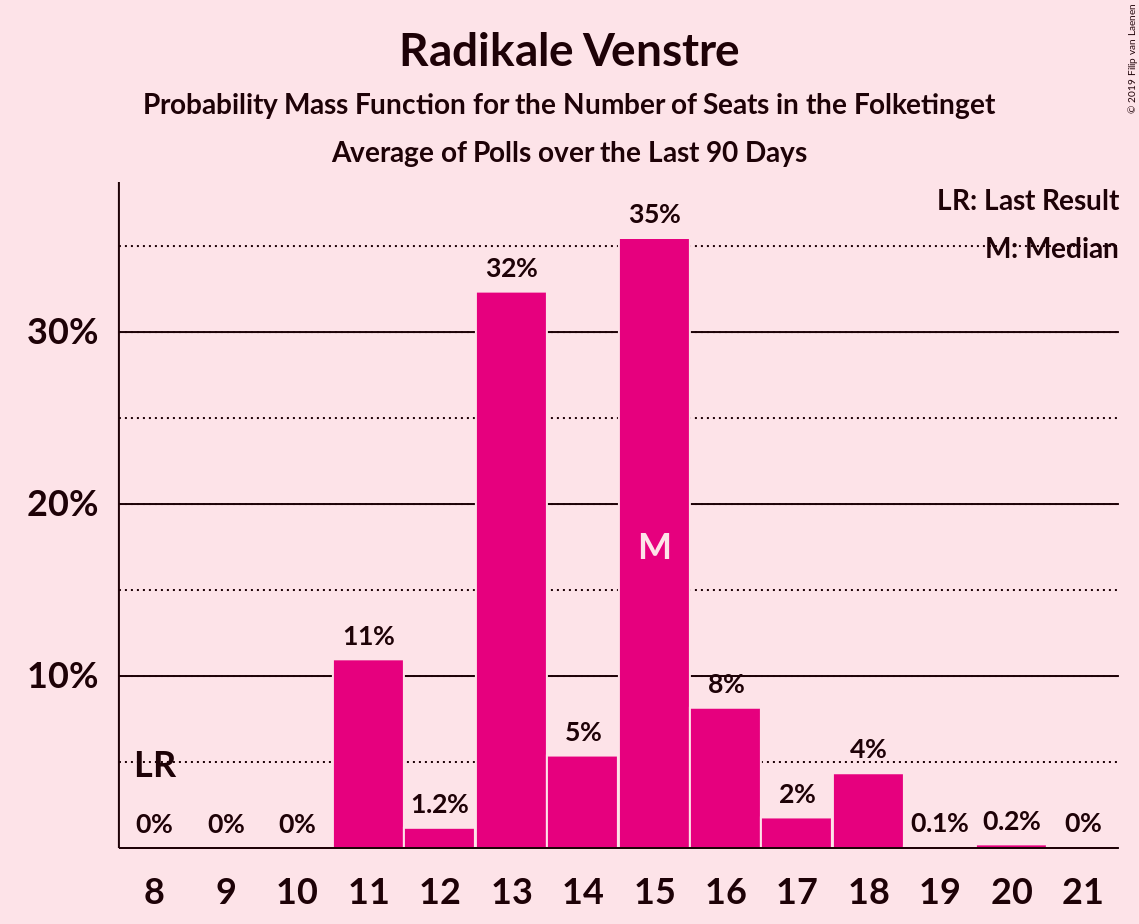 Radikale Venstre
Probability Mass Function for the Number of Seats in the Folketinget
Average of Polls over the Last 90 Days
© 2019 Filip van Laenen
LR: Last Result
M: Median
35%
32%
30%
20%
M
11%
10%
8%
5%
4%
LR
2%
1.2%
0% 0% 0% 0.1% 0.2% 0%
8 9 10 11 12 13 14 15 16 17 18 19 20 21